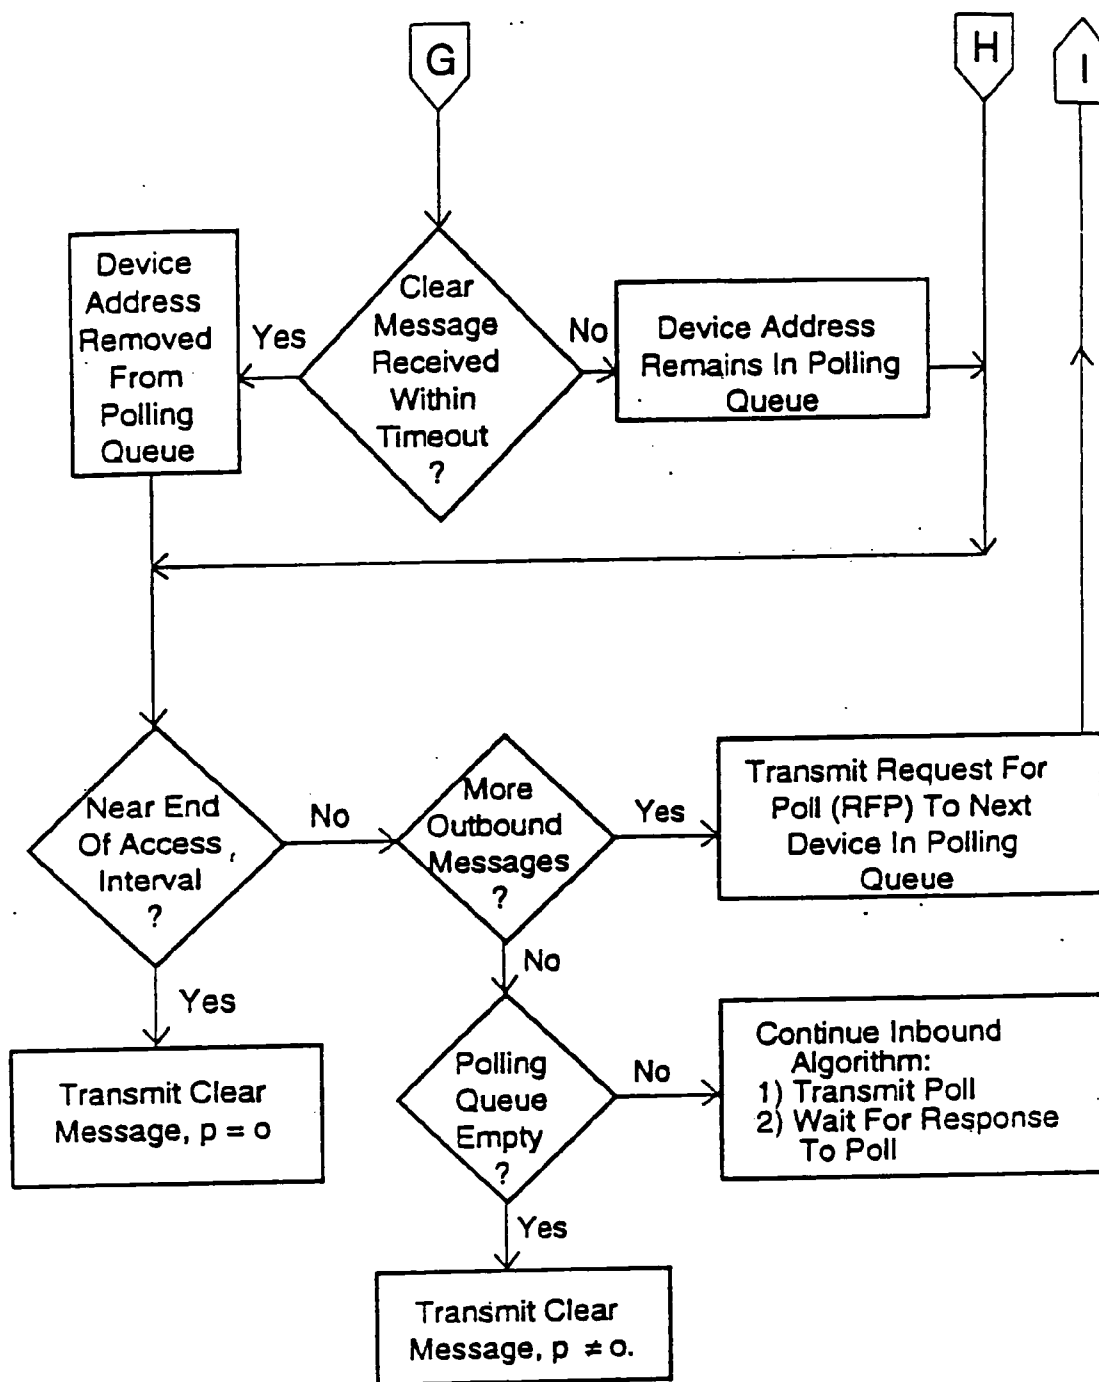 G
H
I
Device
Address
Removed
From
Polling
Queue
Yes
Clear
Message
Received
Within
Timeout
?
No
Device Address
Remains In Polling
Queue
Near End
Of Access
Interval
?
No
More
Outbound
Messages
?
Yes
Transmit Request For
Poll (RFP) To Next
Device In Polling
Queue
Yes
No
Transmit Clear
Message, p = o
Polling
Queue
Empty
?
No
Continue Inbound
Algorithm:
1) Transmit Poll
2) Wait For Response
To Poll
Yes
Transmit Clear
Message, p ≠ o.